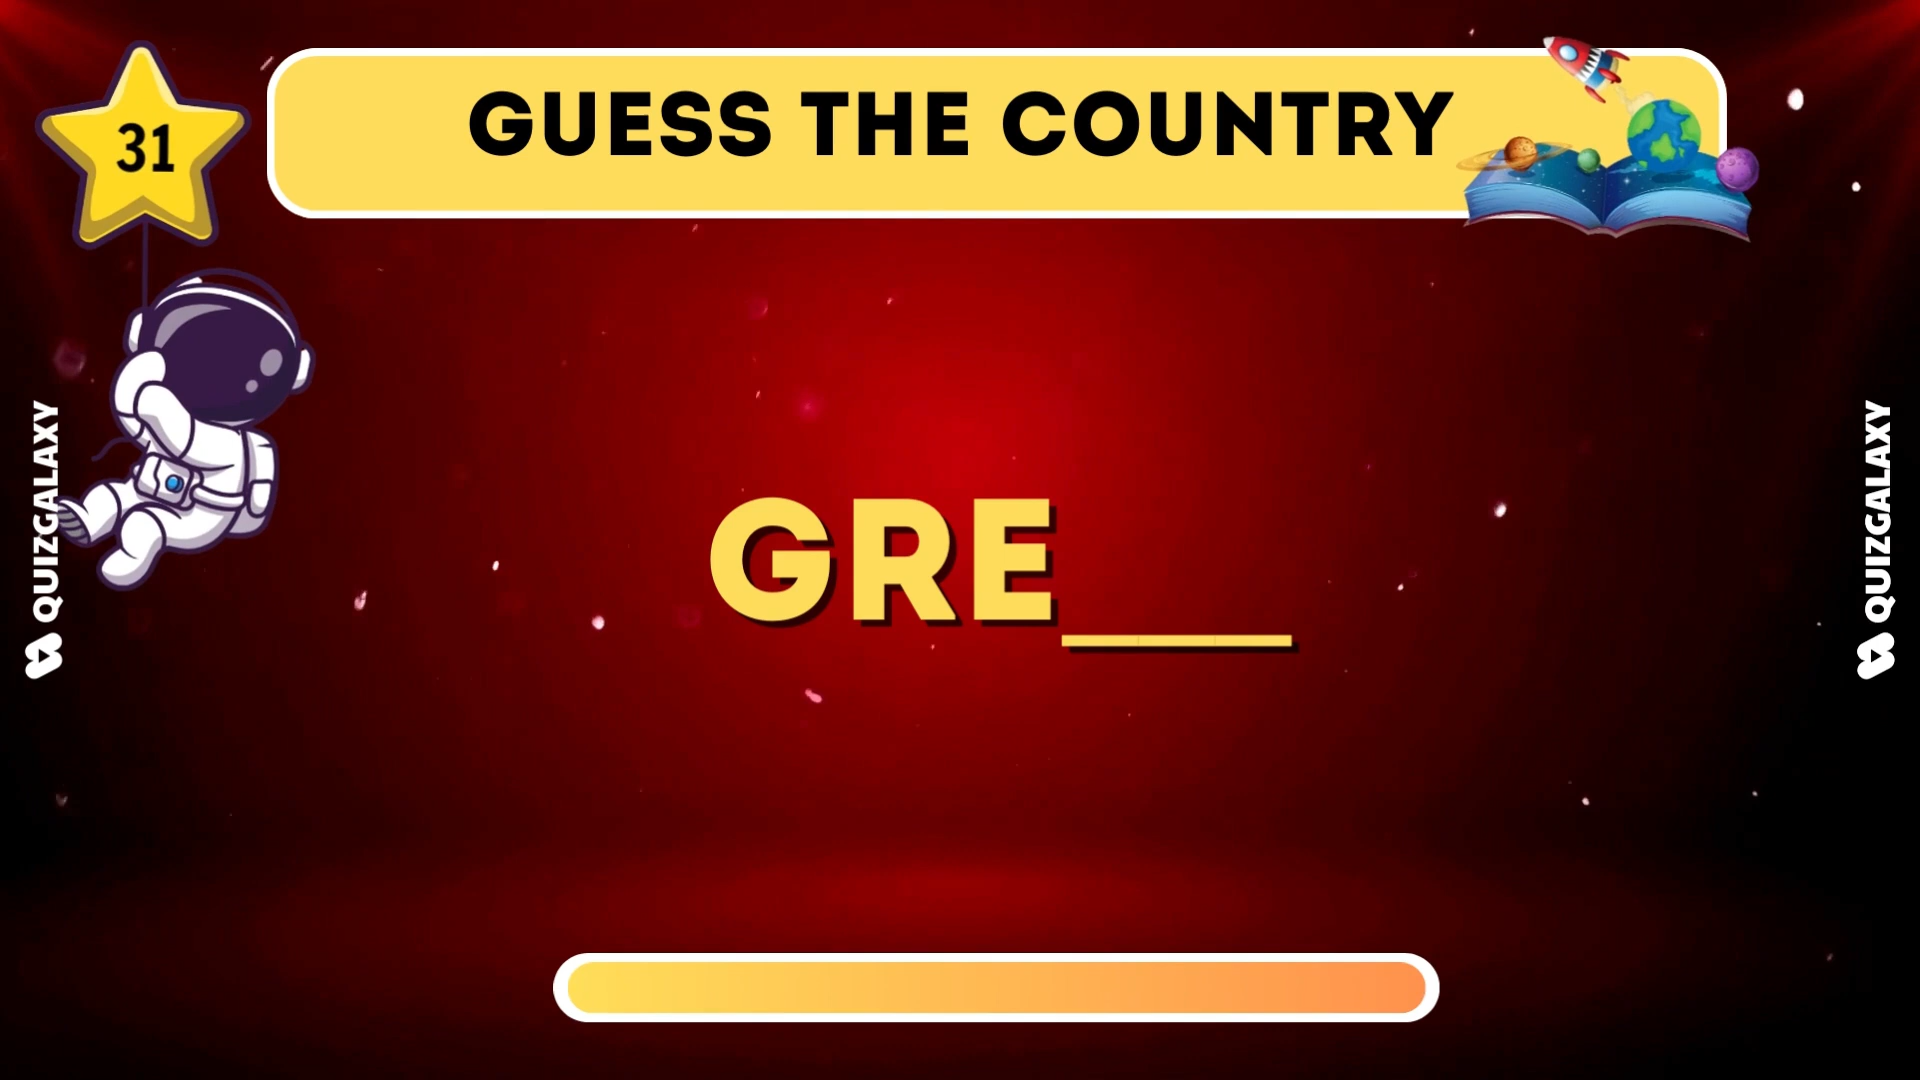 31
GUESS THE COUNTRY
QUIZGALAXY
GRE___
QUIZGALAXY